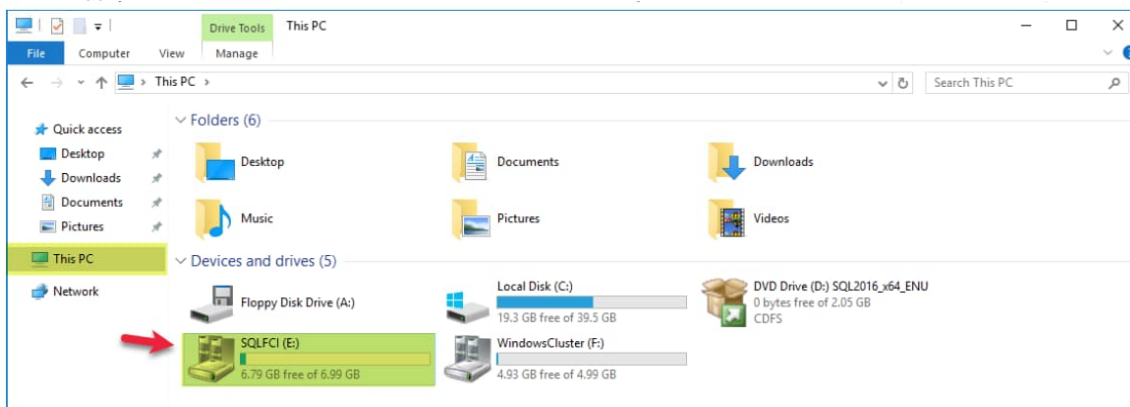 Drive Tools This PC
File Computer View Manage
This PC
Search This PC
Quick access
Desktop
Downloads
Documents
Pictures
This PC
Network
Folders (6)
Desktop Documents Downloads
Music Pictures Videos
Devices and drives (5)
Floppy Disk Drive (A:)
Local Disk (C:)
19.3 GB free of 39.5 GB
DVD Drive (D:) SQL2016_x64_ENU
0 bytes free of 2.05 GB
CDFS
SQLFCI (E:)
6.79 GB free of 6.99 GB
WindowsCluster (F:)
4.93 GB free of 4.99 GB